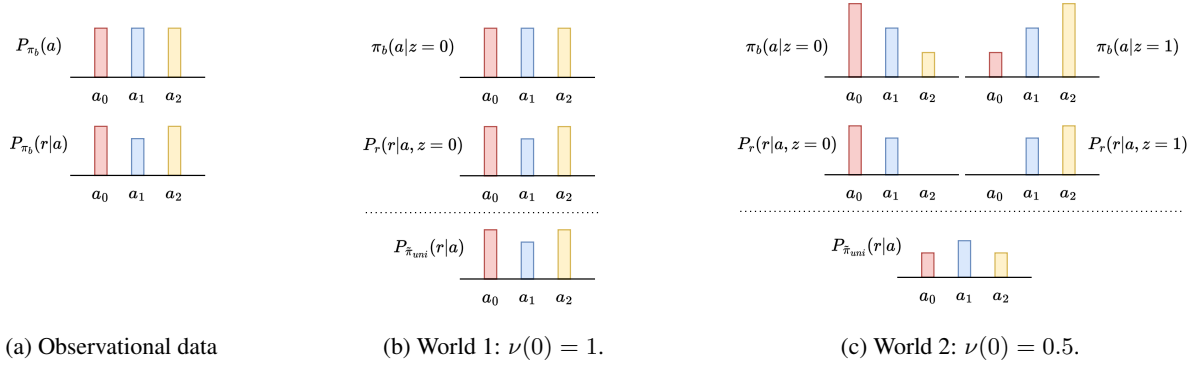 P_{π_b}(a)
a_0 a_1 a_2
P_{π_b}(r|a)
a_0 a_1 a_2
(a) Observational data
π_b(a|z = 0)
a_0 a_1 a_2
P_r(r|a, z = 0)
a_0 a_1 a_2
P_{π̃_{uni}}(r|a)
a_0 a_1 a_2
(b) World 1: ν(0) = 1.
π_b(a|z = 0) π_b(a|z = 1)
a_0 a_1 a_2 a_0 a_1 a_2
P_r(r|a, z = 0) P_r(r|a, z = 1)
a_0 a_1 a_2 a_0 a_1 a_2
P_{π̃_{uni}}(r|a)
a_0 a_1 a_2
(c) World 2: ν(0) = 0.5.